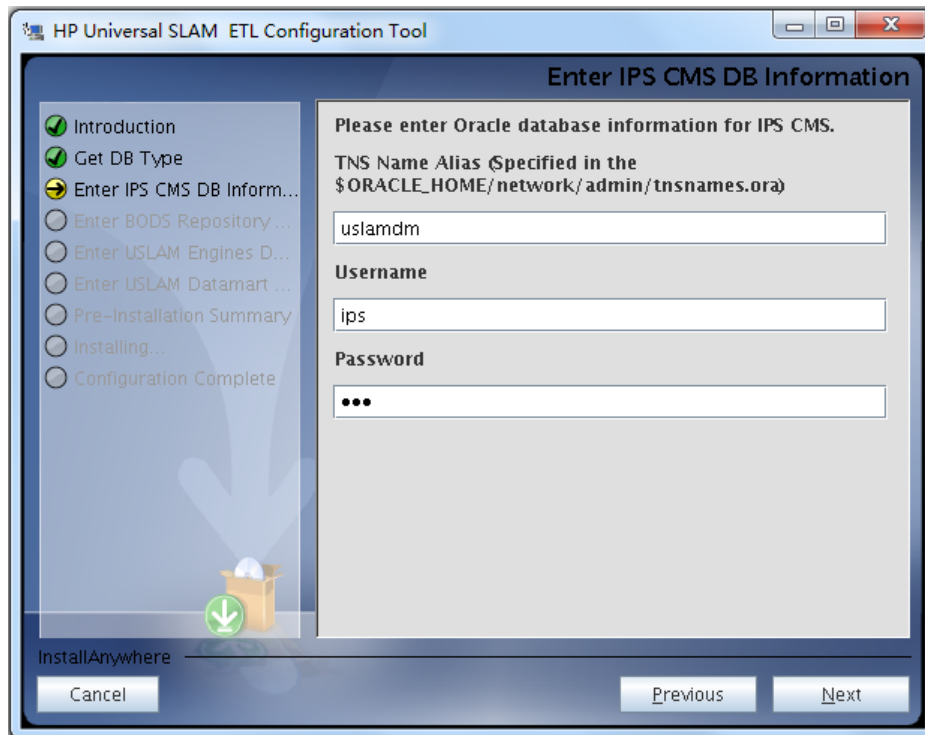 HP Universal SLAM ETL Configuration Tool
Enter IPS CMS DB Information
Introduction
Get DB Type
Enter IPS CMS DB Inform...
Enter BODS Repository ...
Enter USLAM Engines D...
Enter USLAM Datamart ...
Pre-Installation Summary
Installing...
Configuration Complete
Please enter Oracle database information for IPS CMS.
TNS Name Alias (Specified in the
$ORACLE_HOME/network/admin/tnsnames.ora)
uslamdm
Username
ips
Password
•••
InstallAnywhere
Cancel
Previous
Next